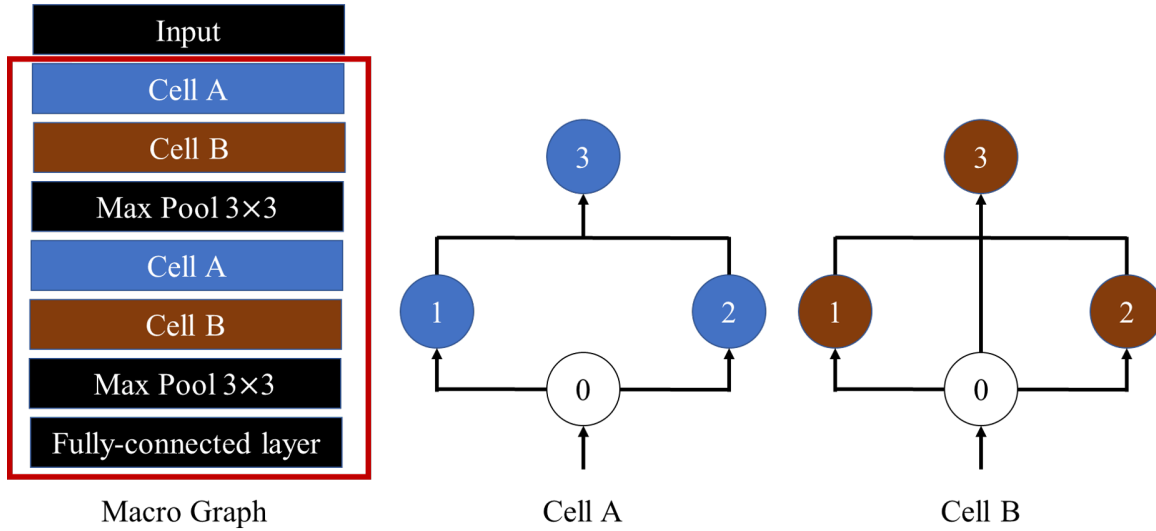 Input
Cell A
Cell B
Max Pool 3×3
Cell A
Cell B
Max Pool 3×3
Fully-connected layer
Macro Graph
3
1
2
0
Cell A
3
1
2
0
Cell B